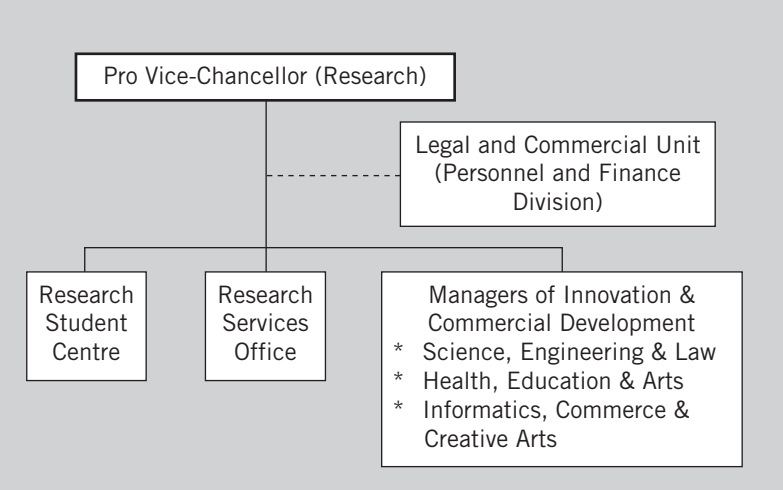 Pro Vice-Chancellor (Research)
Legal and Commercial Unit
(Personnel and Finance
Division)
Research
Student
Centre
Research
Services
Office
Managers of Innovation &
Commercial Development
* Science, Engineering & Law
* Health, Education & Arts
* Informatics, Commerce &
Creative Arts